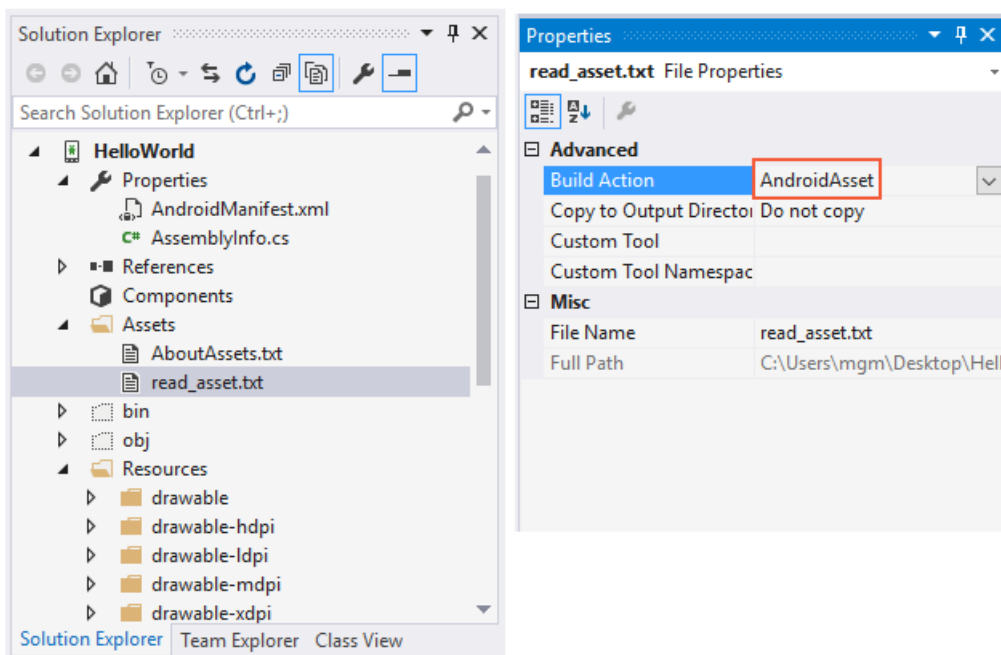 Solution Explorer
Search Solution Explorer (Ctrl+;)
HelloWorld
Properties
AndroidManifest.xml
C# AssemblyInfo.cs
References
Components
Assets
AboutAssets.txt
read_asset.txt
bin
obj
Resources
drawable
drawable-hdpi
drawable-ldpi
drawable-mdpi
drawable-xdpi
Solution Explorer Team Explorer Class View
Properties
read_asset.txt File Properties
Advanced
Build Action AndroidAsset
Copy to Output Director Do not copy
Custom Tool
Custom Tool Namespac
Misc
File Name read_asset.txt
Full Path C:\Users\mgm\Desktop\Hell